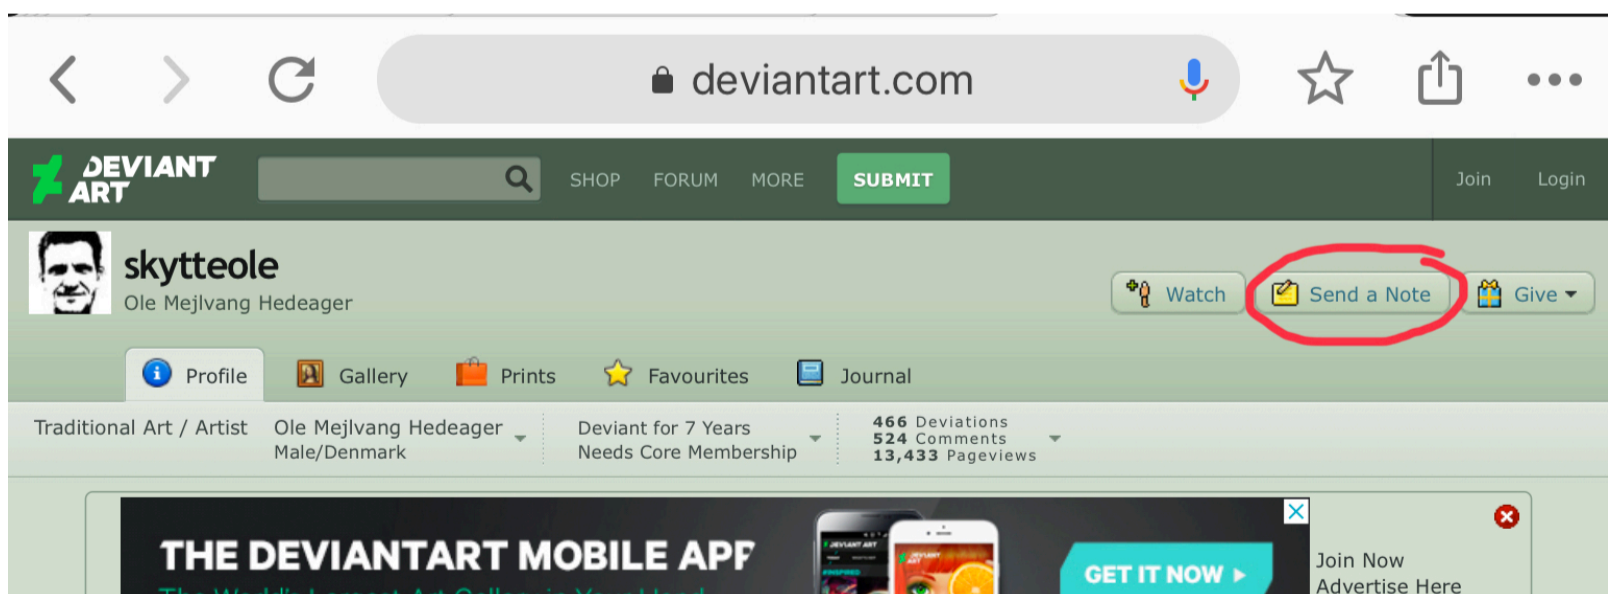 deviantart.com
DEVIANT
ART
SHOP FORUM MORE SUBMIT Join Login
skytteole
Ole Mejlvang Hedeager
Watch Send a Note Give
Profile Gallery Prints Favourites Journal
Traditional Art / Artist
Ole Mejlvang Hedeager
Male/Denmark
Deviant for 7 Years
Needs Core Membership
466 Deviations
524 Comments
13,433 Pageviews
THE DEVIANTART MOBILE APP
GET IT NOW
Join Now
Advertise Here